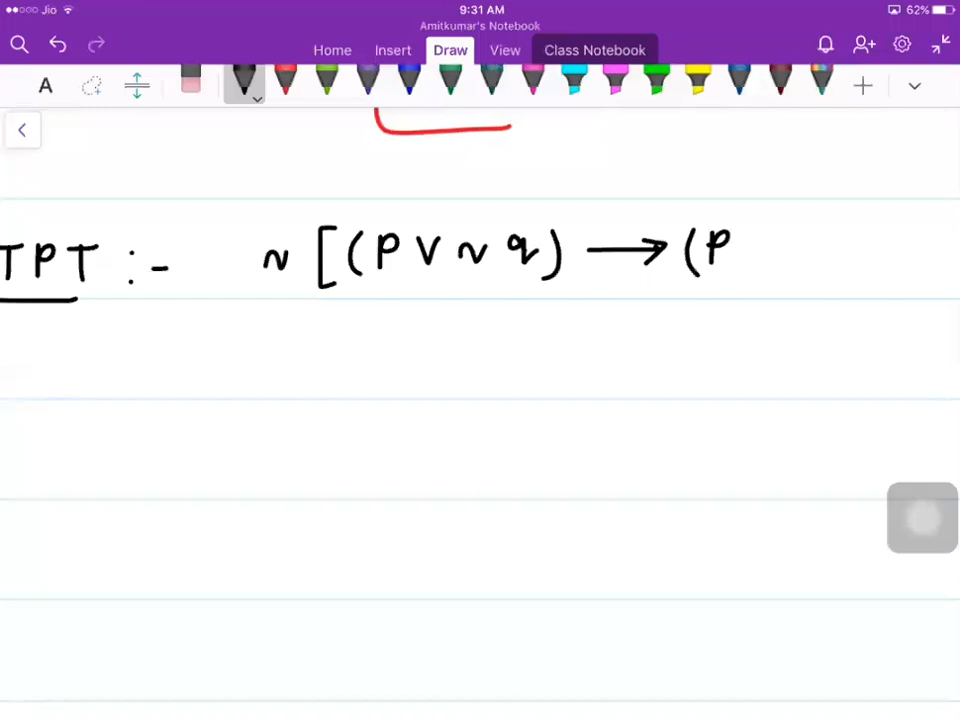 Jio 9:31 AM 62%
Amitkumar's Notebook
Home Insert Draw View Class Notebook
A
TPT :- ~ [(P ∨ ~ q) ⟶ (P